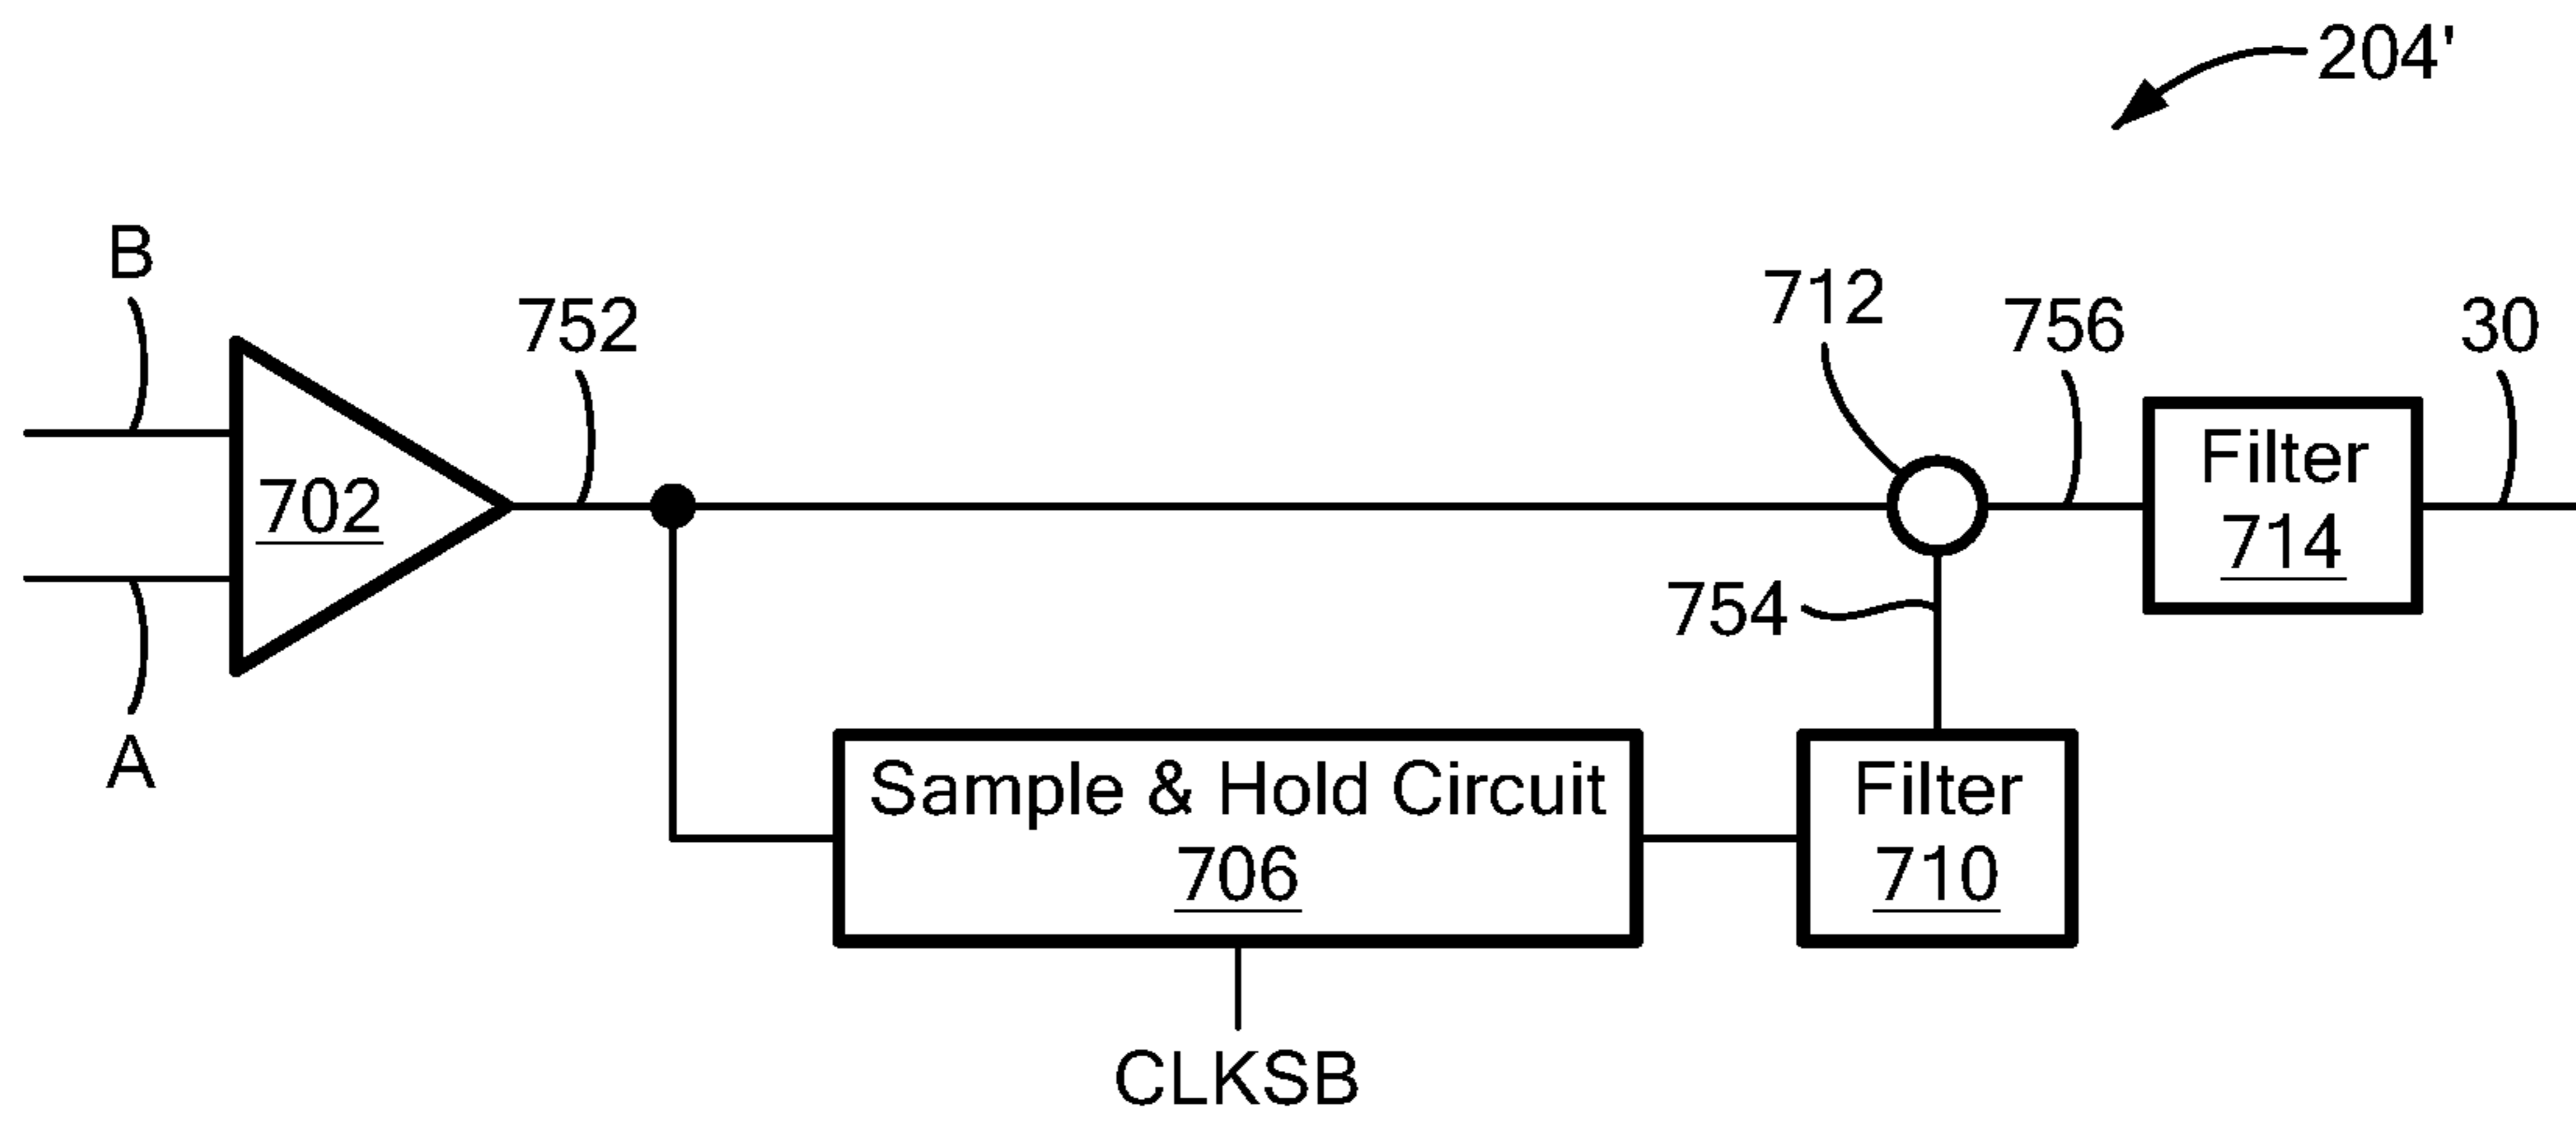 204'
B
752
712
756
30
702
Filter
714
754
A
Sample & Hold Circuit
706
Filter
710
CLKSB